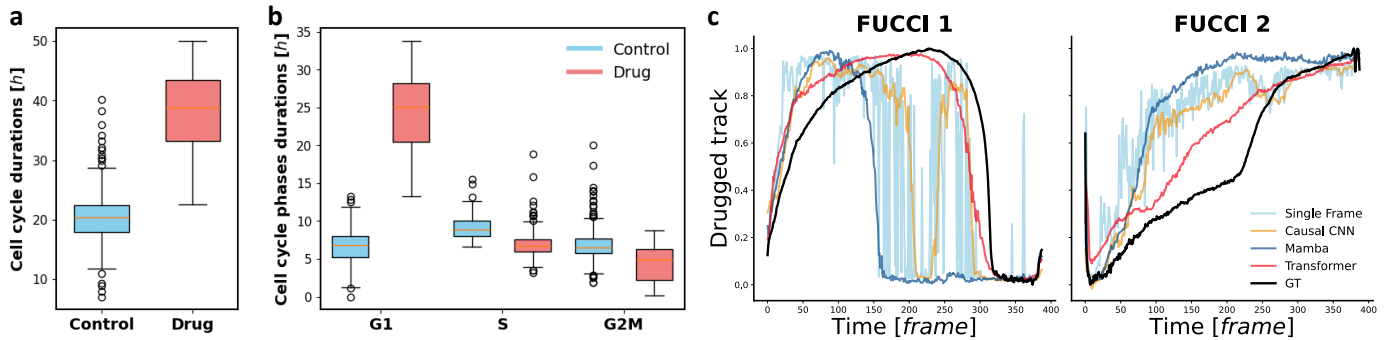 a
Cell cycle durations [h]
50
40
30
20
10
Control
Drug
b
Cell cycle phases durations [h]
35
30
25
20
15
10
5
0
Control
Drug
G1
S
G2M
c
FUCCI 1
Drugged track
1.0
0.8
0.6
0.4
0.2
0.0
0
50
100
150
200
250
300
350
400
Time [frame]
FUCCI 2
Single Frame
Causal CNN
Mamba
Transformer
GT
0
50
100
150
200
250
300
350
400
Time [frame]